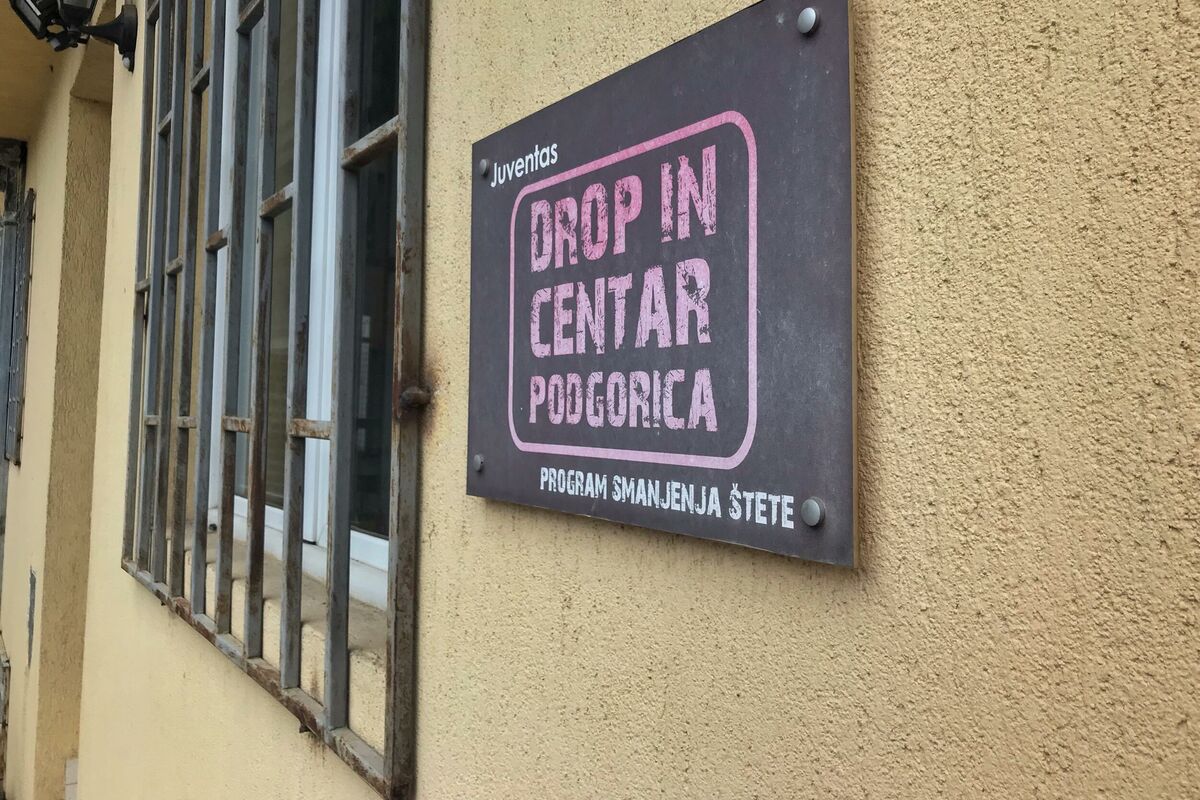 Juventas
DROP IN
CENTAR
PODGORICA
PROGRAM SMANJENJA ŠTETE